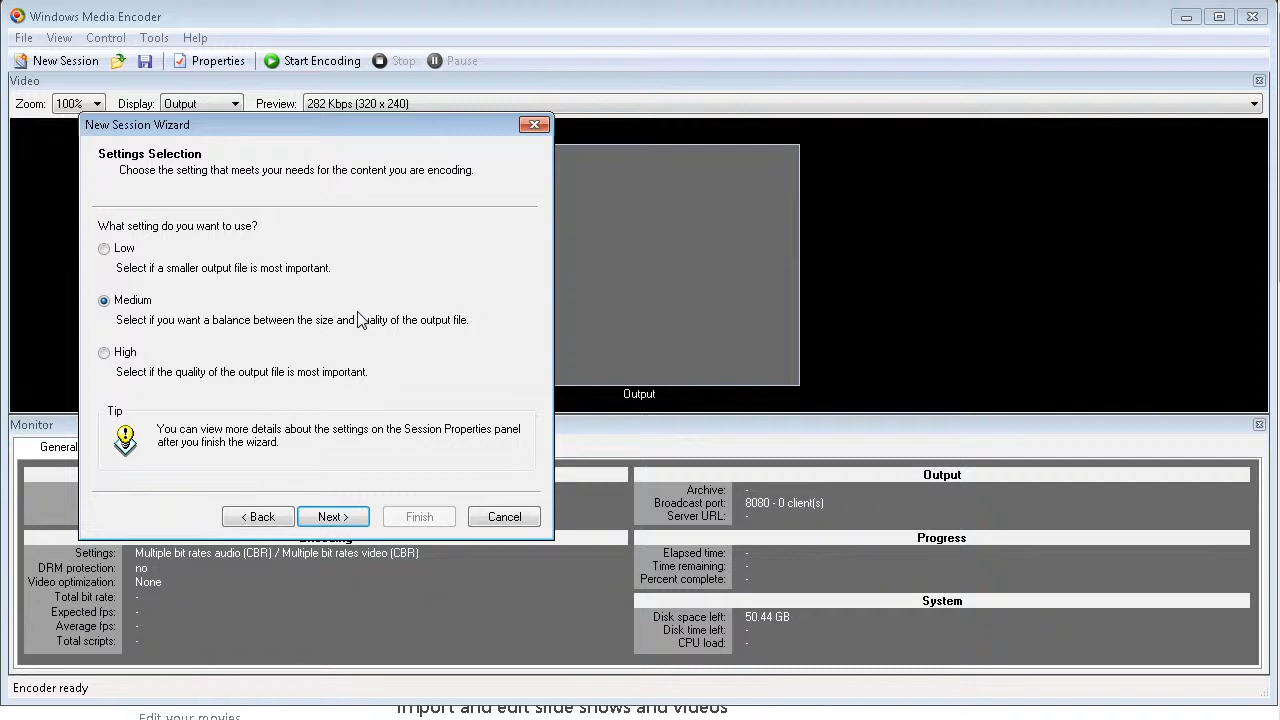 Windows Media Encoder
File View Control Tools Help
New Session Properties Start Encoding Stop Pause
Video
Zoom: 100% Display: Output Preview: 282 Kbps (320 x 240)
New Session Wizard
Settings Selection
Choose the setting that meets your needs for the content you are encoding.
What setting do you want to use?
Low
Select if a smaller output file is most important.
Medium
Select if you want a balance between the size and quality of the output file.
High
Select if the quality of the output file is most important.
Tip
You can view more details about the settings on the Session Properties panel
after you finish the wizard.
< Back Next > Finish Cancel
Output
Monitor
General
Output
Archive: -
Broadcast port: 8080 - 0 client(s)
Server URL: -
Encoding
Settings: Multiple bit rates audio (CBR) / Multiple bit rates video (CBR)
DRM protection: no
Video optimization: None
Total bit rate: -
Expected fps: -
Average fps: -
Total scripts: -
Progress
Elapsed time: -
Time remaining: -
Percent complete: -
System
Disk space left: 50.44 GB
Disk time left: -
CPU load: -
Encoder ready
Import and edit slide shows and videos
Edit your movies